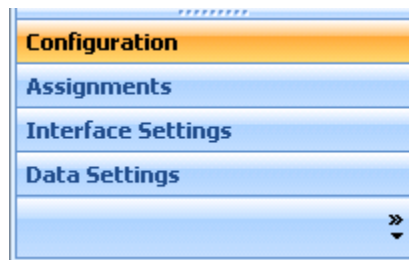 Configuration
Assignments
Interface Settings
Data Settings